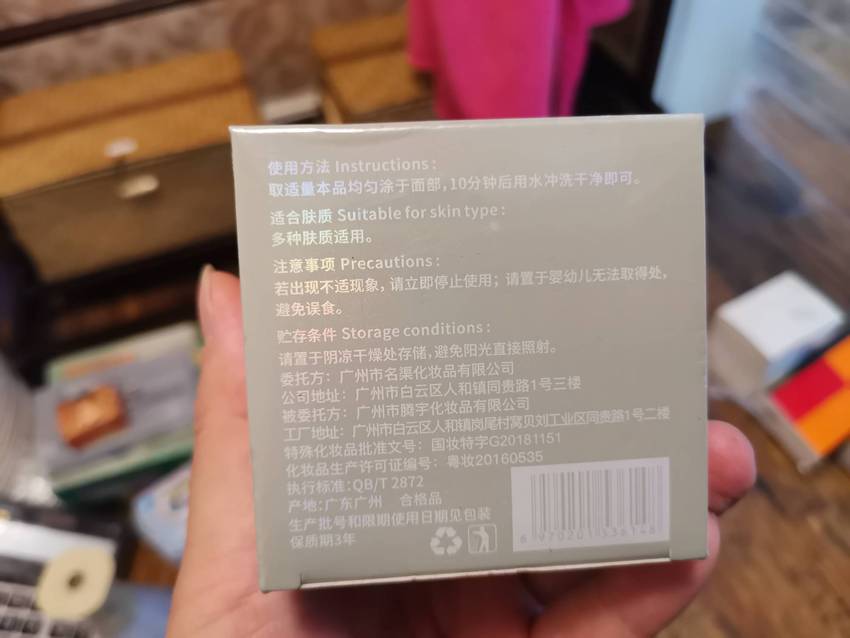 使用方法 Instructions:
取适量本品均匀涂于面部,10分钟后用水冲洗干净即可。
适合肤质 Suitable for skin type:
多种肤质适用。
注意事项 Precautions:
若出现不适现象,请立即停止使用;请置于婴幼儿无法取得处,
避免误食。
贮存条件 Storage conditions:
请置于阴凉干燥处存储,避免阳光直接照射。
委托方:广州市名渠化妆品有限公司
公司地址:广州市白云区人和镇同贵路1号三楼
被委托方:广州市腾宇化妆品有限公司
工厂地址:广州市白云区人和镇岗尾村窝贝刘工业区同贵路1号二楼
特殊化妆品批准文号:国妆特字G20181151
化妆品生产许可证编号:粤妆20160535
执行标准:QB/T 2872
产地:广东广州 合格品
生产批号和限期使用日期见包装
保质期3年